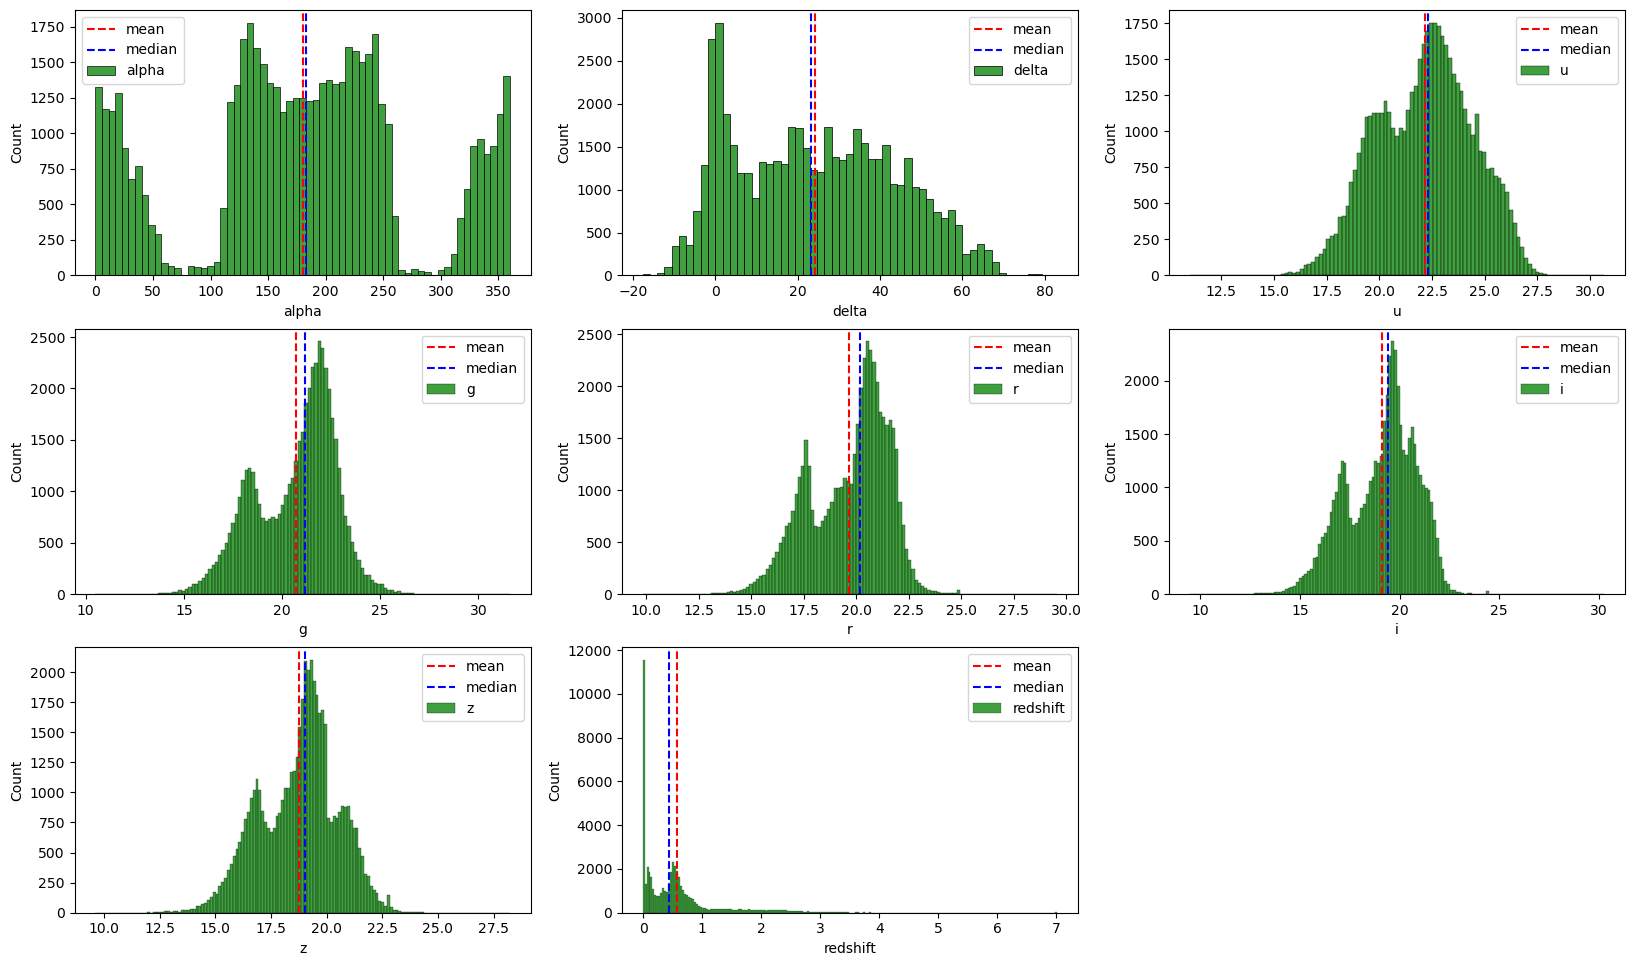 mean
median
alpha
Count
0
250
500
750
1000
1250
1500
1750
0 50 100 150 200 250 300 350
alpha
mean
median
delta
Count
0
500
1000
1500
2000
2500
3000
−20 0 20 40 60 80
delta
mean
median
u
Count
0
250
500
750
1000
1250
1500
1750
12.5 15.0 17.5 20.0 22.5 25.0 27.5 30.0
u
mean
median
g
Count
0
500
1000
1500
2000
2500
10 15 20 25 30
g
mean
median
r
Count
0
500
1000
1500
2000
2500
10.0 12.5 15.0 17.5 20.0 22.5 25.0 27.5 30.0
r
mean
median
i
Count
0
500
1000
1500
2000
10 15 20 25 30
i
mean
median
z
Count
0
250
500
750
1000
1250
1500
1750
2000
10.0 12.5 15.0 17.5 20.0 22.5 25.0 27.5
z
mean
median
redshift
Count
0
2000
4000
6000
8000
10000
12000
0 1 2 3 4 5 6 7
redshift